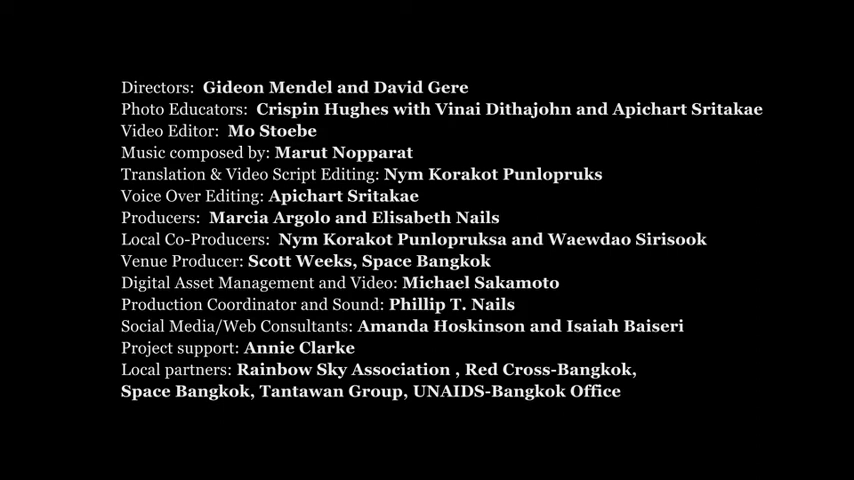 Directors: Gideon Mendel and David Gere
Photo Educators: Crispin Hughes with Vinai Dithajohn and Apichart Sritakae
Video Editor: Mo Stoebe
Music composed by: Marut Nopparat
Translation & Video Script Editing: Nym Korakot Punlopruks
Voice Over Editing: Apichart Sritakae
Producers: Marcia Argolo and Elisabeth Nails
Local Co-Producers: Nym Korakot Punlopruksa and Waewdao Sirisook
Venue Producer: Scott Weeks, Space Bangkok
Digital Asset Management and Video: Michael Sakamoto
Production Coordinator and Sound: Phillip T. Nails
Social Media/Web Consultants: Amanda Hoskinson and Isaiah Baiseri
Project support: Annie Clarke
Local partners: Rainbow Sky Association , Red Cross-Bangkok,
Space Bangkok, Tantawan Group, UNAIDS-Bangkok Office